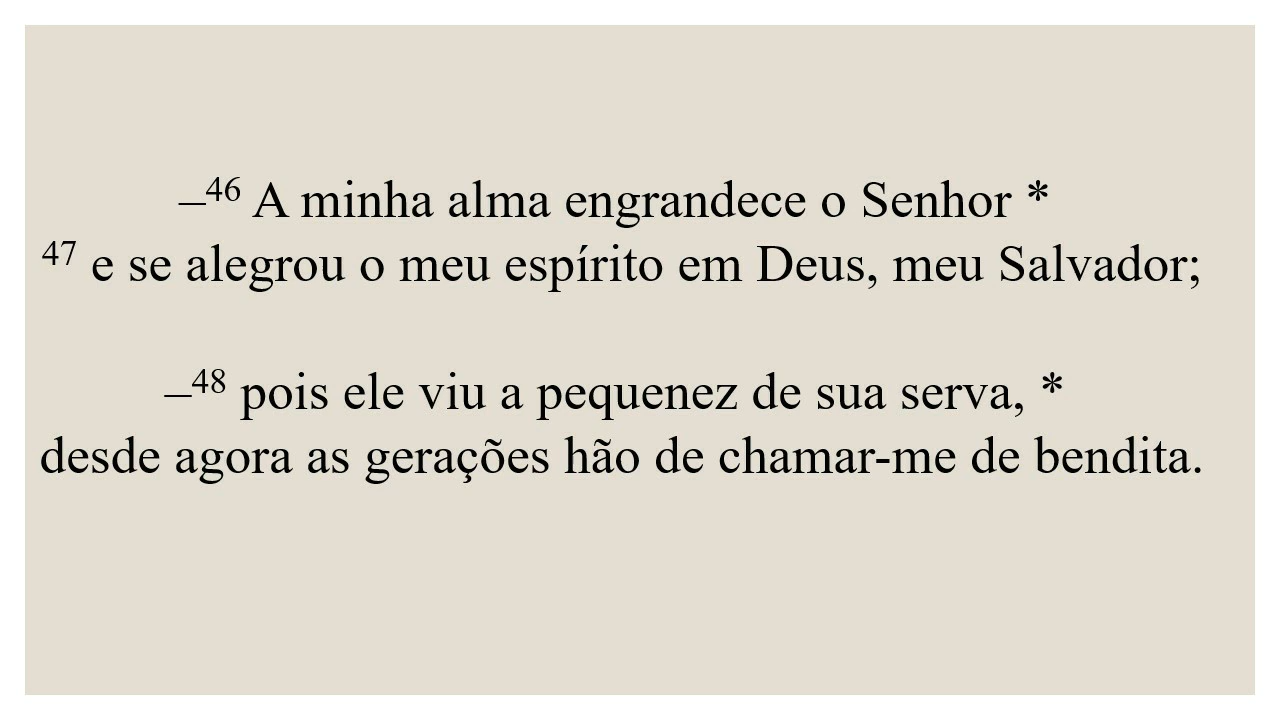 –46 A minha alma engrandece o Senhor *
47 e se alegrou o meu espírito em Deus, meu Salvador;
–48 pois ele viu a pequenez de sua serva, *
desde agora as gerações hão de chamar-me de bendita.